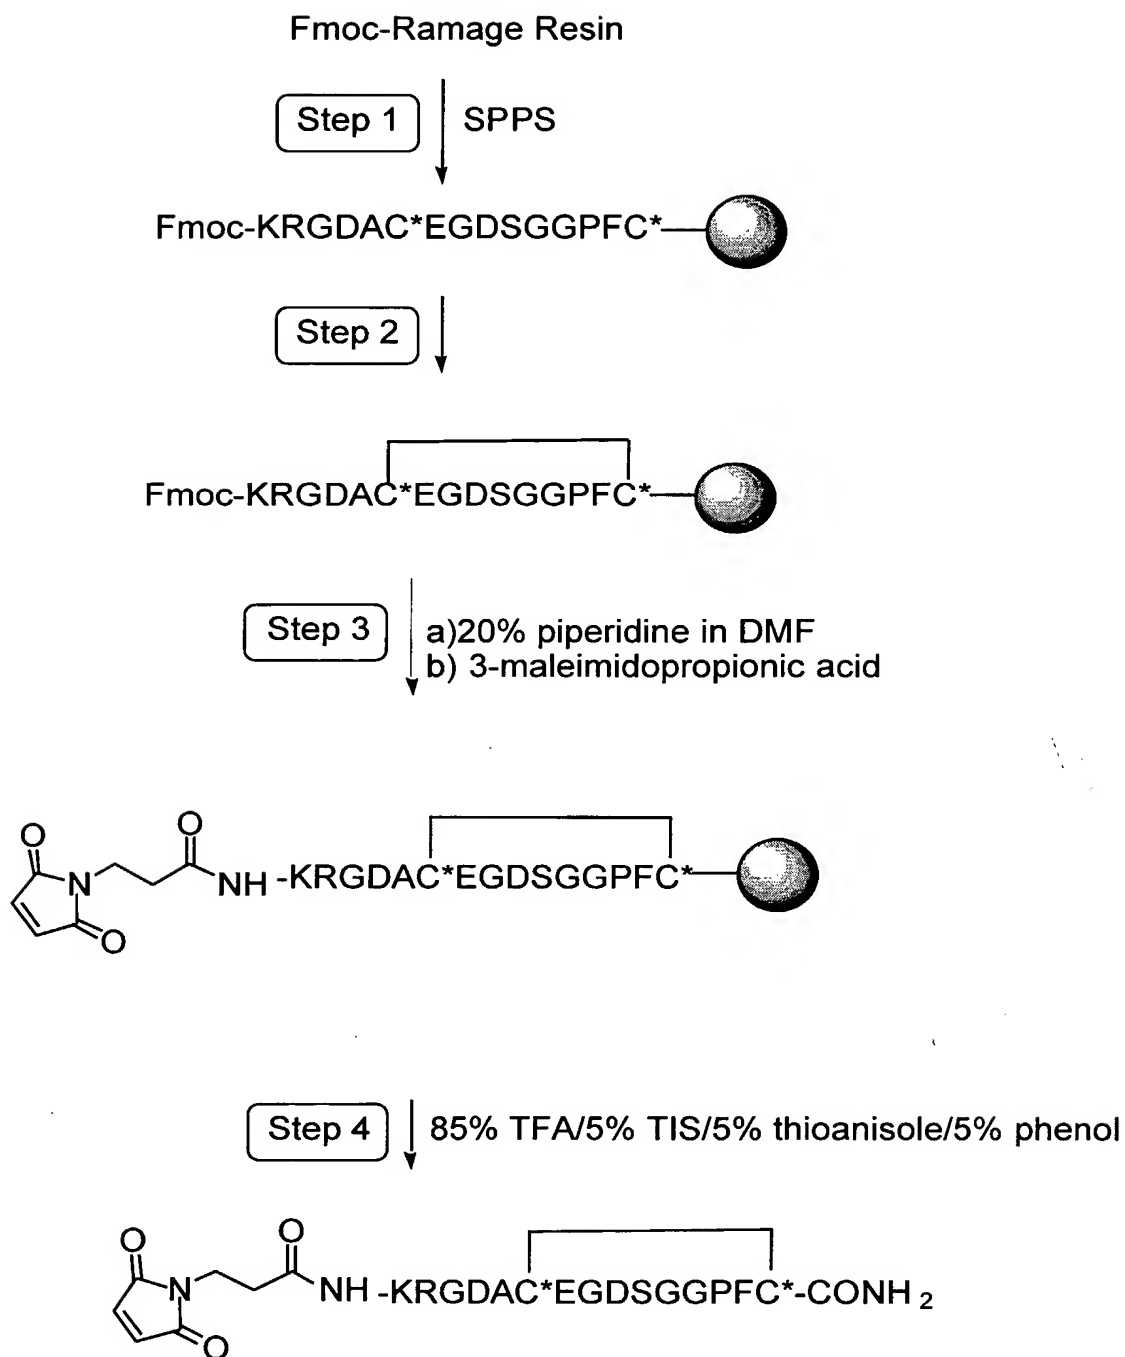 Fmoc-Ramage Resin
Step 1
SPPS
Fmoc-KRGDAC*EGDSGGPFC*
Step 2
Fmoc-KRGDAC*EGDSGGPFC*
Step 3
a)20% piperidine in DMF
b) 3-maleimidopropionic acid
O
O
N
NH -KRGDAC*EGDSGGPFC*
O
Step 4
85% TFA/5% TIS/5% thioanisole/5% phenol
O
O
N
NH -KRGDAC*EGDSGGPFC*-CONH2
O